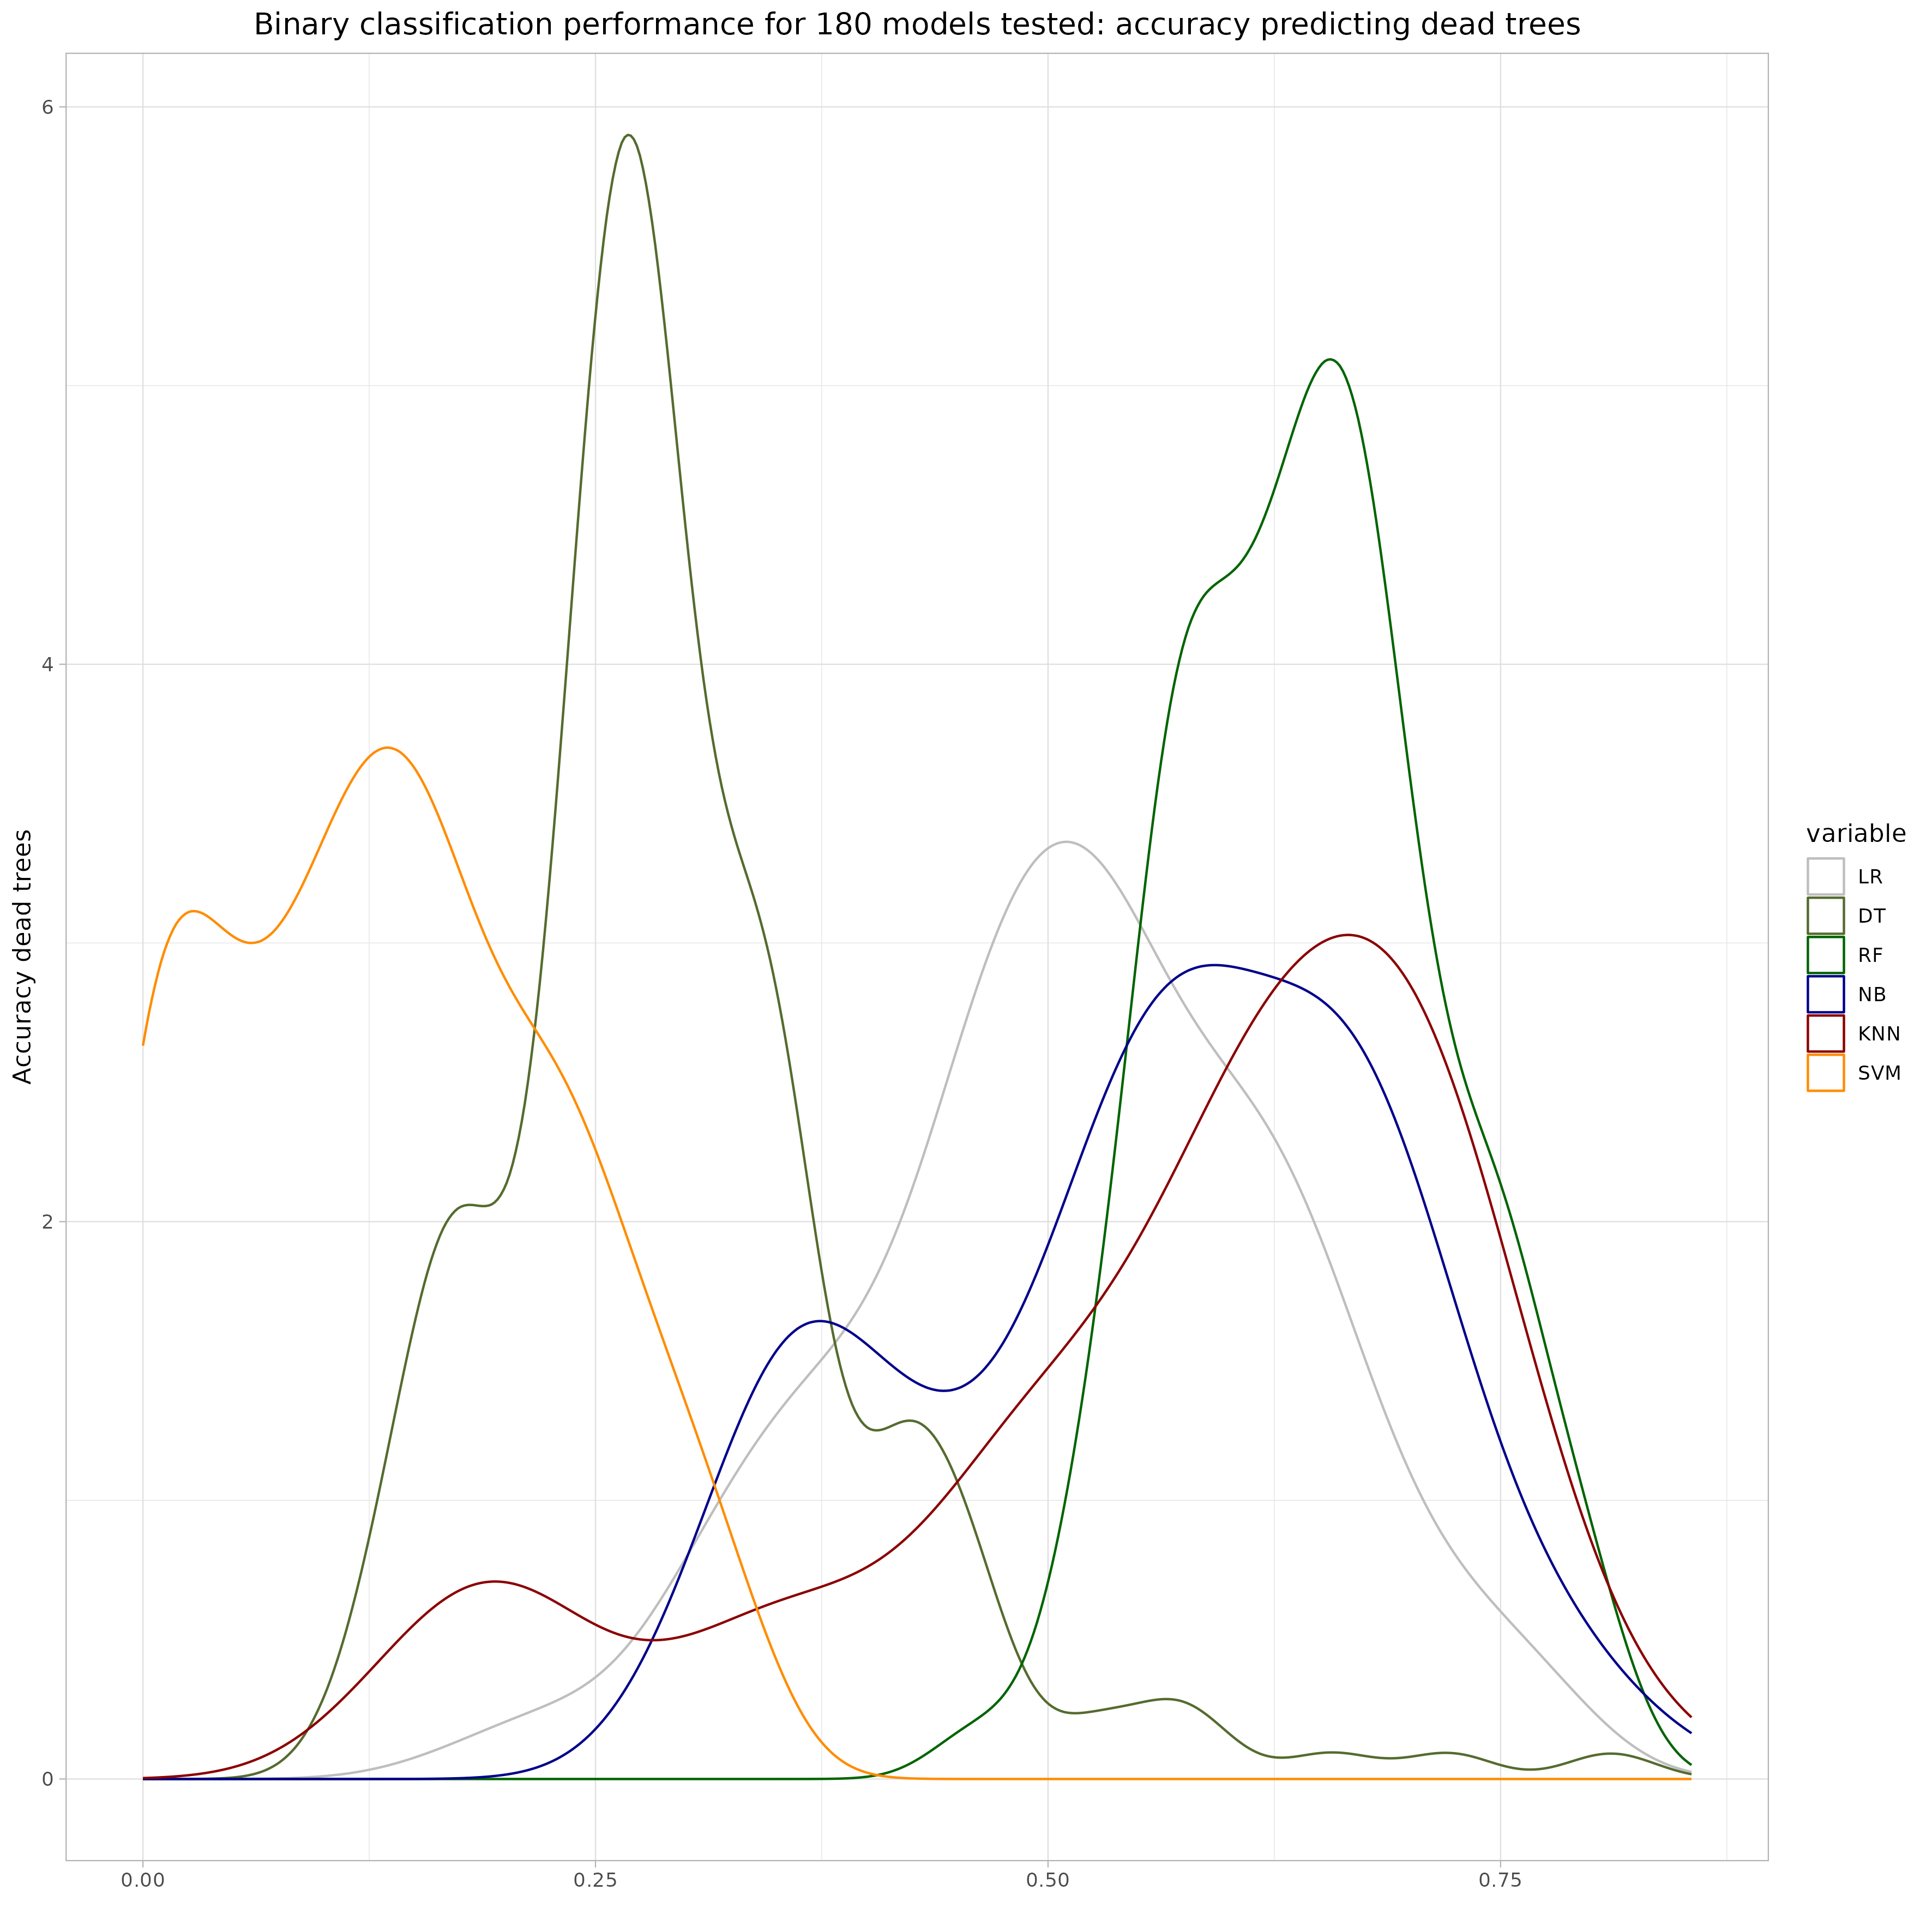 Binary classification performance for 180 models tested: accuracy predicting dead trees
Accuracy dead trees
6
4
2
0
0.00
0.25
0.50
0.75
variable
LR
DT
RF
NB
KNN
SVM